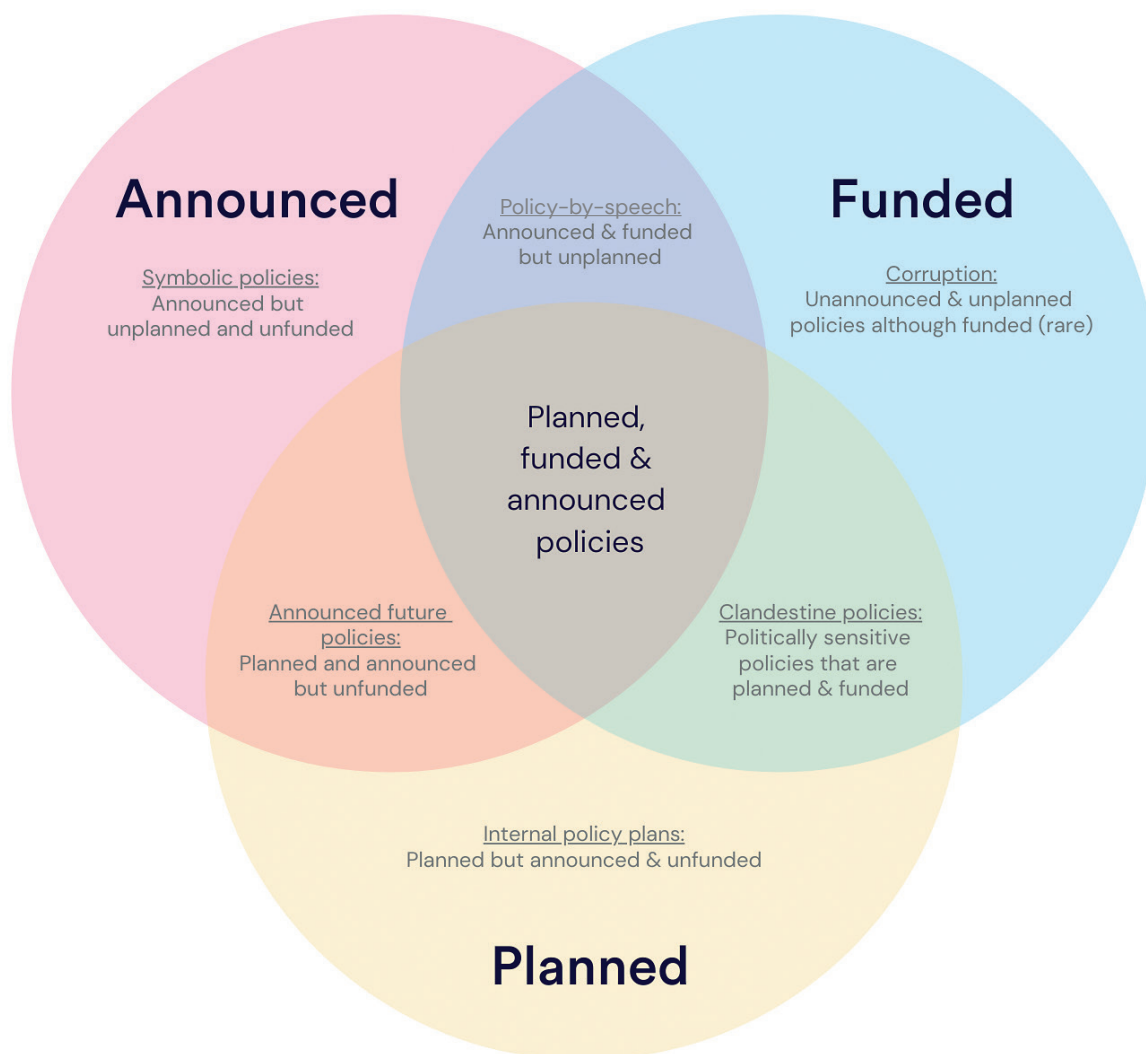 Announced
Symbolic policies:
Announced but
unplanned and unfunded
Policy-by-speech:
Announced & funded
but unplanned
Funded
Corruption:
Unannounced & unplanned
policies although funded (rare)
Planned,
funded &
announced
policies
Announced future
policies:
Planned and announced
but unfunded
Clandestine policies:
Politically sensitive
policies that are
planned & funded
Internal policy plans:
Planned but announced & unfunded
Planned